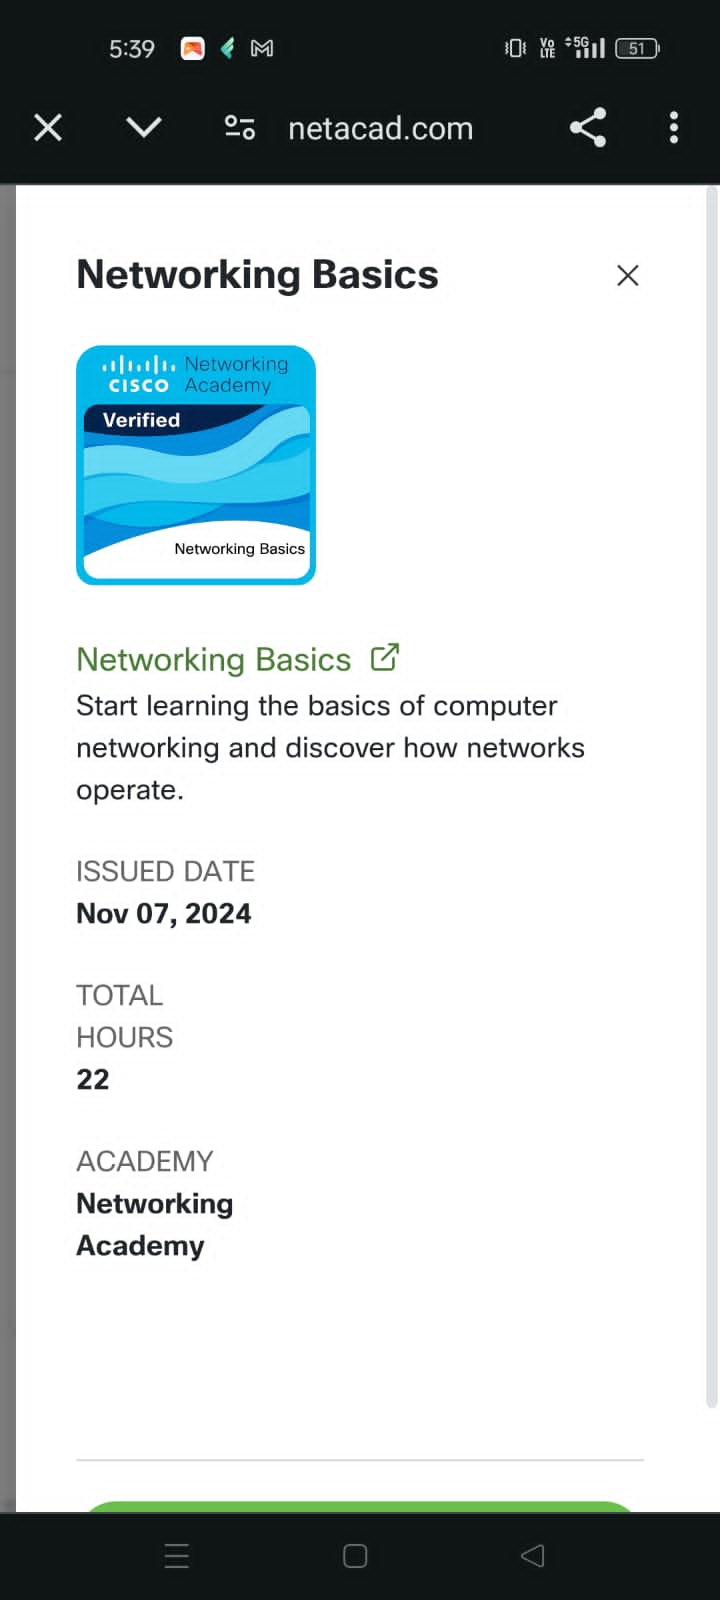 5:39 Vo LTE 5G 51
netacad.com
Networking Basics
CISCO Networking Academy
Verified
Networking Basics
Networking Basics
Start learning the basics of computer
networking and discover how networks
operate.
ISSUED DATE
Nov 07, 2024
TOTAL
HOURS
22
ACADEMY
Networking
Academy